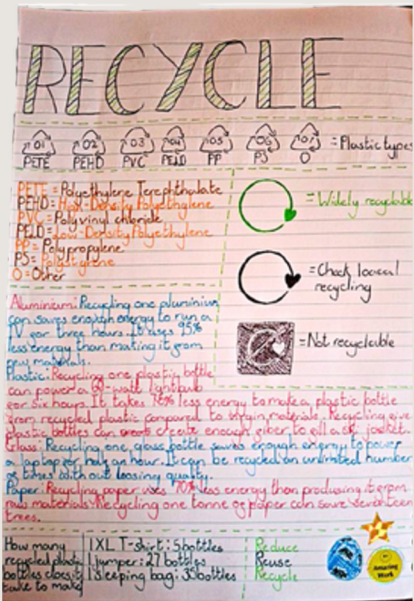 RECYCLE
01 02 03 04 05 06 07
PETE PEHD PVC PELD PP PS O = Plastic types
PETE = Polyethylene Terephthalate
PEHD = High-Density Polyethylene
PVC = Polyvinyl chloride
PELD = Low-Density Polyethylene
PP = Polypropylene
PS = Polystyrene
O = Other
= Widely recyclable
= Check loacal
recycling
= Not recyclable
Aluminium: Recycling one aluminium
can saves enough energy to run a
TV for three hours. It uses 95%
less energy than making it from
raw materials.
Plastic: Recycling one plastic bottle
can power a 60-watt lightbulb
for six hours. It takes less energy to make a plastic bottle
from recycled plastic compared to virgin materials. Recycling five
plastic bottles can create enough fiber to fill a ski jacket.
Glass: Recycling one glass bottle saves enough energy to power
a laptop for half an hour. It can be recycled an unlimited number
of times without loosing quality.
Paper: Recycling paper uses 70% less energy than producing it from
raw materials. Recycling one tonne of paper can save seventeen
trees.
How many
recycled plastic
bottles does it
take to make
1 XL T-shirt: 5 bottles
1 jumper: 27 bottles
1 sleeping bag: 35 bottles
Reduce
Reuse
Recycle
Amazing
Work